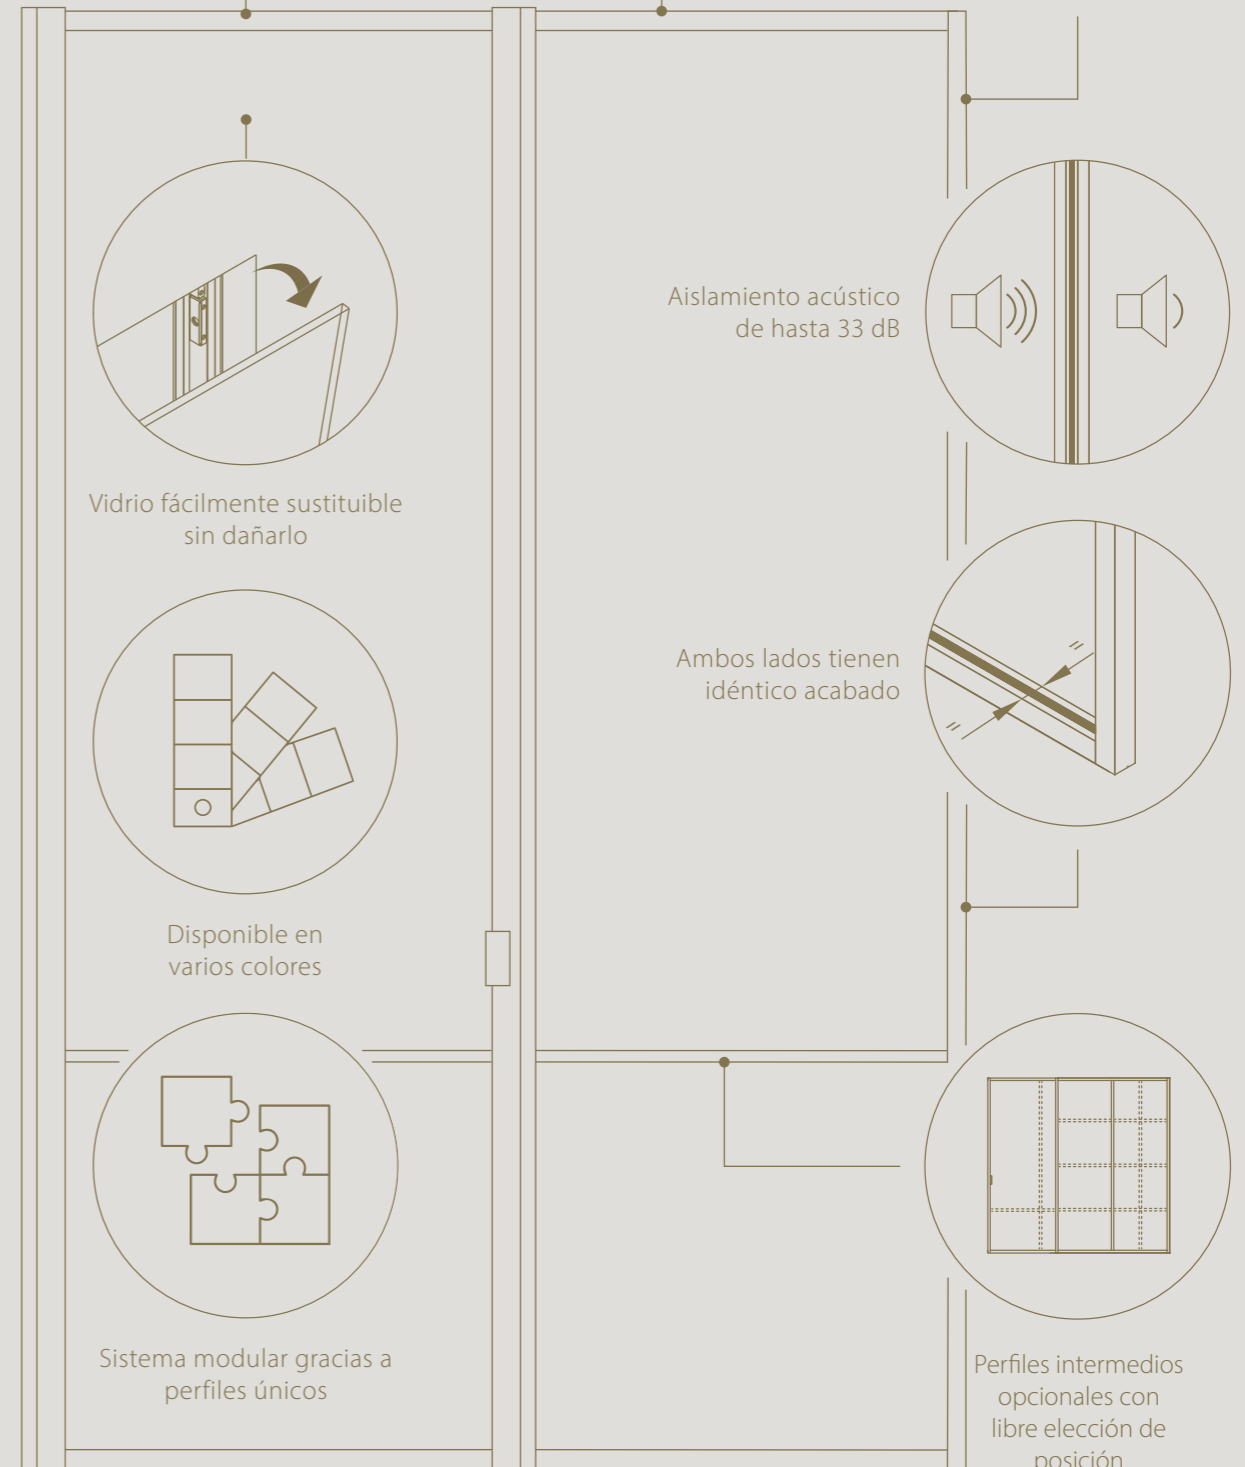 Vidrio fácilmente sustituible
sin dañarlo
Disponible en
varios colores
Sistema modular gracias a
perfiles únicos
Aislamiento acústico
de hasta 33 dB
Ambos lados tienen
idéntico acabado
Perfiles intermedios
opcionales con
libre elección de
posición